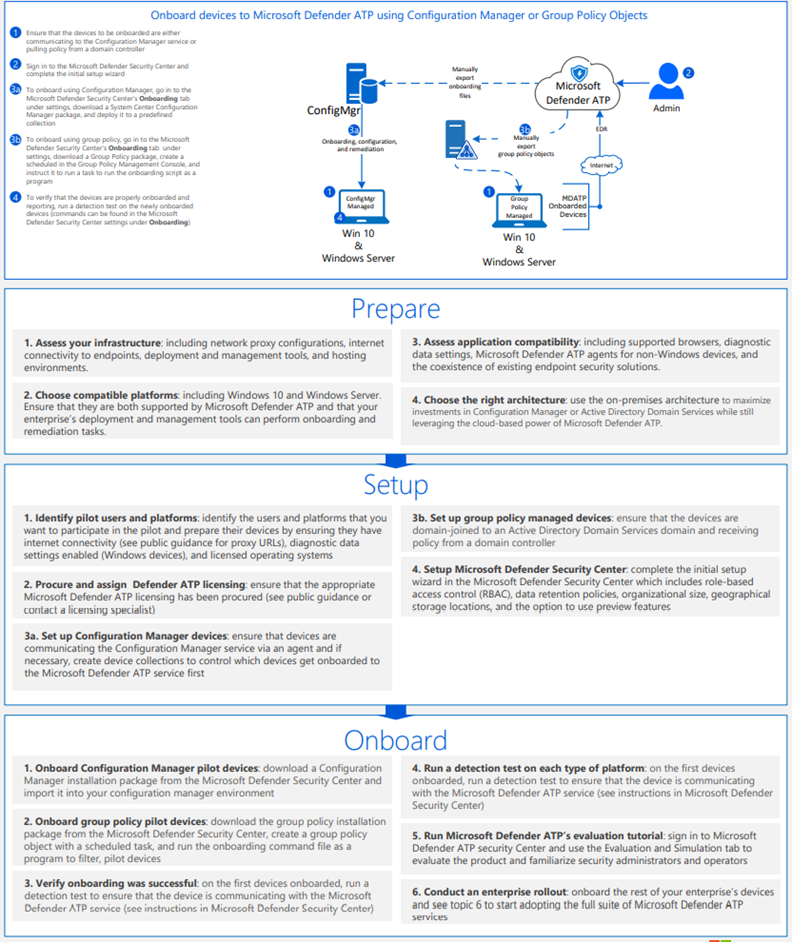 Onboard devices to Microsoft Defender ATP using Configuration Manager or Group Policy Objects
1
Ensure that the devices to be onboarded are either
communicating to the Configuration Manager service or
pulling policy from a domain controller
2
Sign in to the Microsoft Defender Security Center and
complete the initial setup wizard
3a
To onboard using Configuration Manager, go in to the
Microsoft Defender Security Center's Onboarding tab
under settings, download a System Center Configuration
Manager package, and deploy it to a predefined
collection
3b
To onboard using group policy, go in to the Microsoft
Defender Security Center's Onboarding tab under
settings, download a Group Policy package, create a
scheduled in the Group Policy Management Console, and
instruct it to run a task to run the onboarding script as a
program
4
To verify that the devices are properly onboarded and
reporting, run a detection test on the newly onboarded
devices (commands can be found in the Microsoft
Defender Security Center settings under Onboarding)
ConfigMgr
Manually
export
onboarding
files
Microsoft
Defender ATP
2
Admin
3a
Onboarding, configuration,
and remediation
3b
Manually
export
group policy objects
EDR
Internet
1
ConfigMgr
Managed
4
Win 10
&
Windows Server
1
Group
Policy
Managed
Win 10
&
Windows Server
MDATP
Onboarded
Devices
Prepare
1. Assess your infrastructure: including network proxy configurations, internet
connectivity to endpoints, deployment and management tools, and hosting
environments.
2. Choose compatible platforms: including Windows 10 and Windows Server.
Ensure that they are both supported by Microsoft Defender ATP and that your
enterprise's deployment and management tools can perform onboarding and
remediation tasks.
3. Assess application compatibility: including supported browsers, diagnostic
data settings, Microsoft Defender ATP agents for non-Windows devices, and
the coexistence of existing endpoint security solutions.
4. Choose the right architecture: use the on-premises architecture to maximize
investments in Configuration Manager or Active Directory Domain Services while still
leveraging the cloud-based power of Microsoft Defender ATP.
Setup
1. Identify pilot users and platforms: identify the users and platforms that you
want to participate in the pilot and prepare their devices by ensuring they have
internet connectivity (see public guidance for proxy URLs), diagnostic data
settings enabled (Windows devices), and licensed operating systems
2. Procure and assign Defender ATP licensing: ensure that the appropriate
Microsoft Defender ATP licensing has been procured (see public guidance or
contact a licensing specialist)
3a. Set up Configuration Manager devices: ensure that devices are
communicating the Configuration Manager service via an agent and if
necessary, create device collections to control which devices get onboarded to
the Microsoft Defender ATP service first
3b. Set up group policy managed devices: ensure that the devices are
domain-joined to an Active Directory Domain Services domain and receiving
policy from a domain controller
4. Setup Microsoft Defender Security Center: complete the initial setup
wizard in the Microsoft Defender Security Center which includes role-based
access control (RBAC), data retention policies, organizational size, geographical
storage locations, and the option to use preview features
Onboard
1. Onboard Configuration Manager pilot devices: download a Configuration
Manager installation package from the Microsoft Defender Security Center and
import it into your configuration manager environment
2. Onboard group policy pilot devices: download the group policy installation
package from the Microsoft Defender Security Center, create a group policy
object with a scheduled task, and run the onboarding command file as a
program to filter, pilot devices
3. Verify onboarding was successful: on the first devices onboarded, run a
detection test to ensure that the device is communicating with the Microsoft
Defender ATP service (see instructions in Microsoft Defender Security Center)
4. Run a detection test on each type of platform: on the first devices
onboarded, run a detection test to ensure that the device is communicating
with the Microsoft Defender ATP service (see instructions in Microsoft Defender
Security Center)
5. Run Microsoft Defender ATP's evaluation tutorial: sign in to Microsoft
Defender ATP security Center and use the Evaluation and Simulation tab to
evaluate the product and familiarize security administrators and operators
6. Conduct an enterprise rollout: onboard the rest of your enterprise's devices
and see topic 6 to start adopting the full suite of Microsoft Defender ATP
services